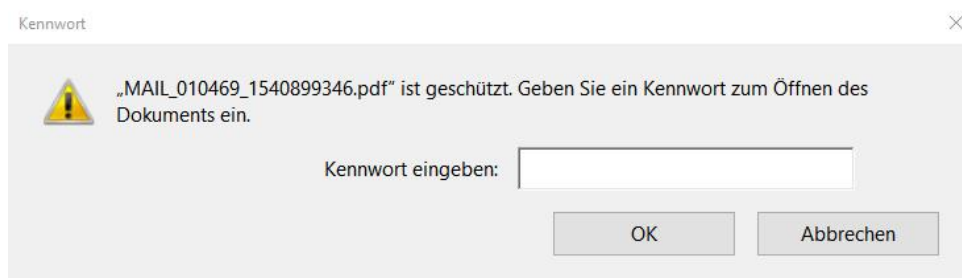 Kennwort
„MAIL_010469_1540899346.pdf“ ist geschützt. Geben Sie ein Kennwort zum Öffnen des
Dokuments ein.
Kennwort eingeben:
OK Abbrechen